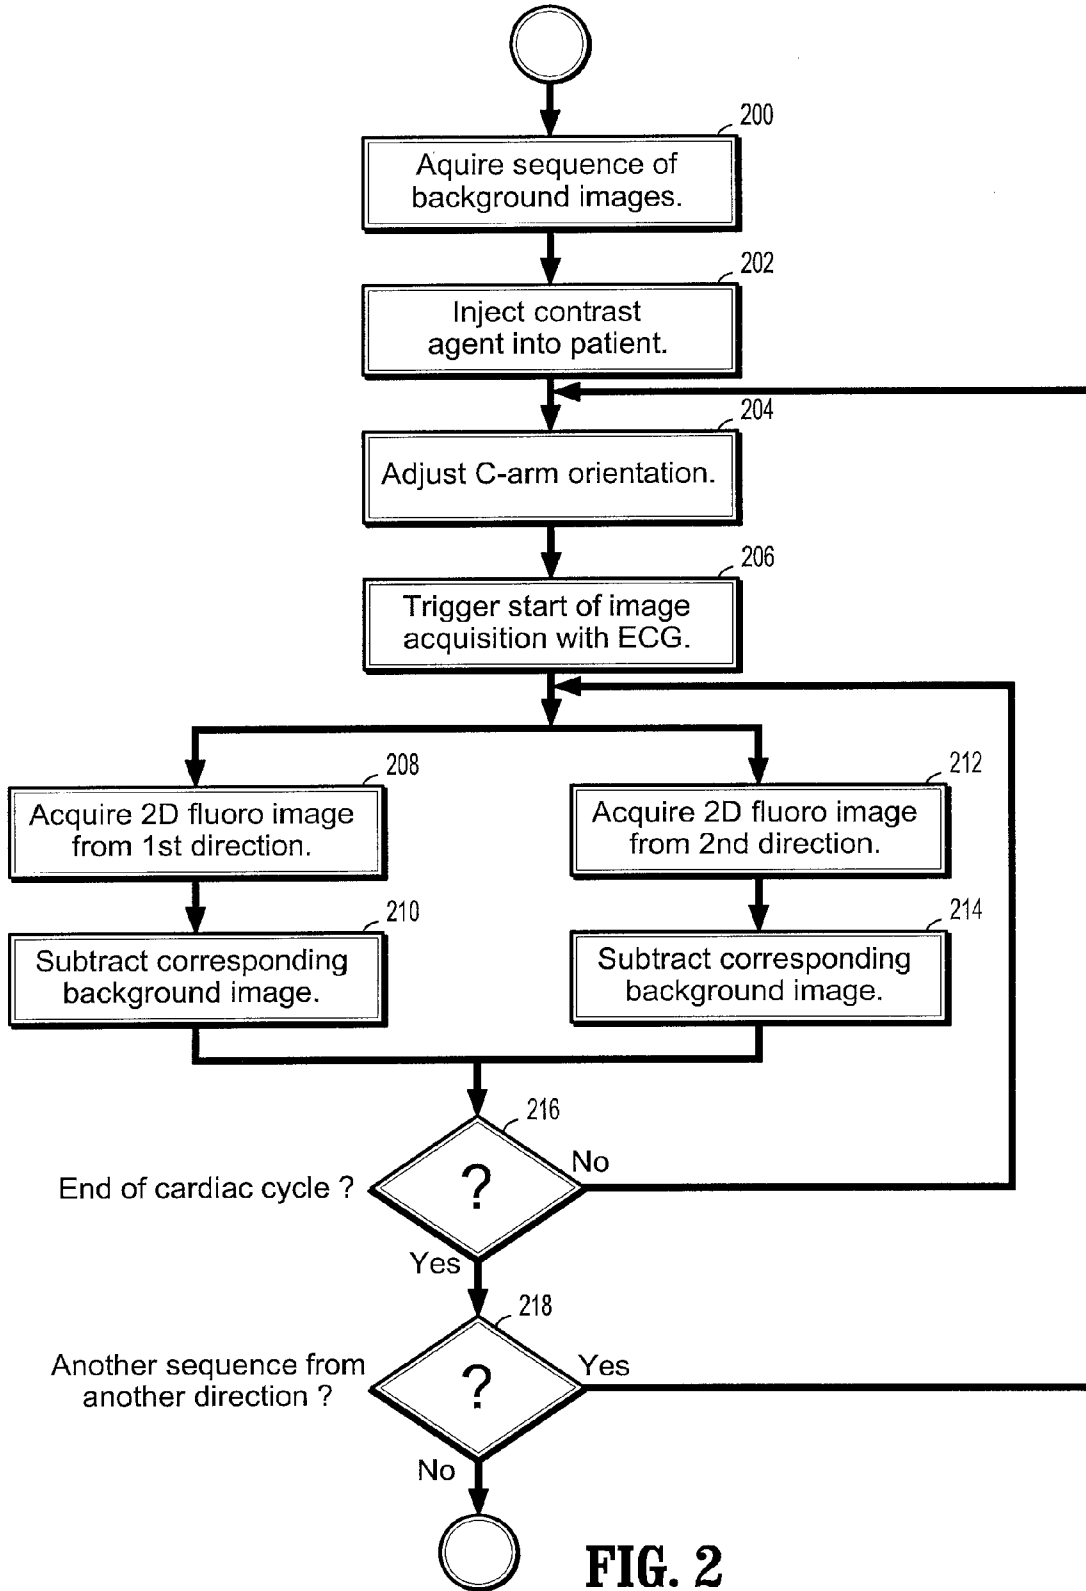 200
Aquire sequence of
background images.
202
Inject contrast
agent into patient.
204
Adjust C-arm orientation.
206
Trigger start of image
acquisition with ECG.
208
Acquire 2D fluoro image
from 1st direction.
212
Acquire 2D fluoro image
from 2nd direction.
210
Subtract corresponding
background image.
214
Subtract corresponding
background image.
216
End of cardiac cycle ?
?
No
Yes
218
Another sequence from
another direction ?
?
Yes
No
FIG. 2